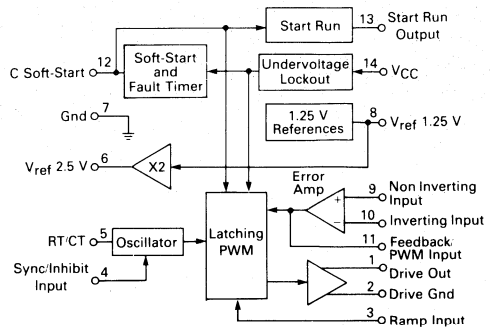 Start Run
13
Start Run
Output
12
C Soft-Start
Soft-Start
and
Fault Timer
Undervoltage
Lockout
14
VCC
7
Gnd
1.25 V
References
8
Vref 1.25 V
6
Vref 2.5 V
X2
Error
Amp
+
−
9
Non Inverting
Input
10
Inverting Input
Latching
PWM
5
RT/CT
Oscillator
11
Feedback/
PWM Input
Sync/Inhibit
Input
4
1
Drive Out
2
Drive Gnd
3
Ramp Input